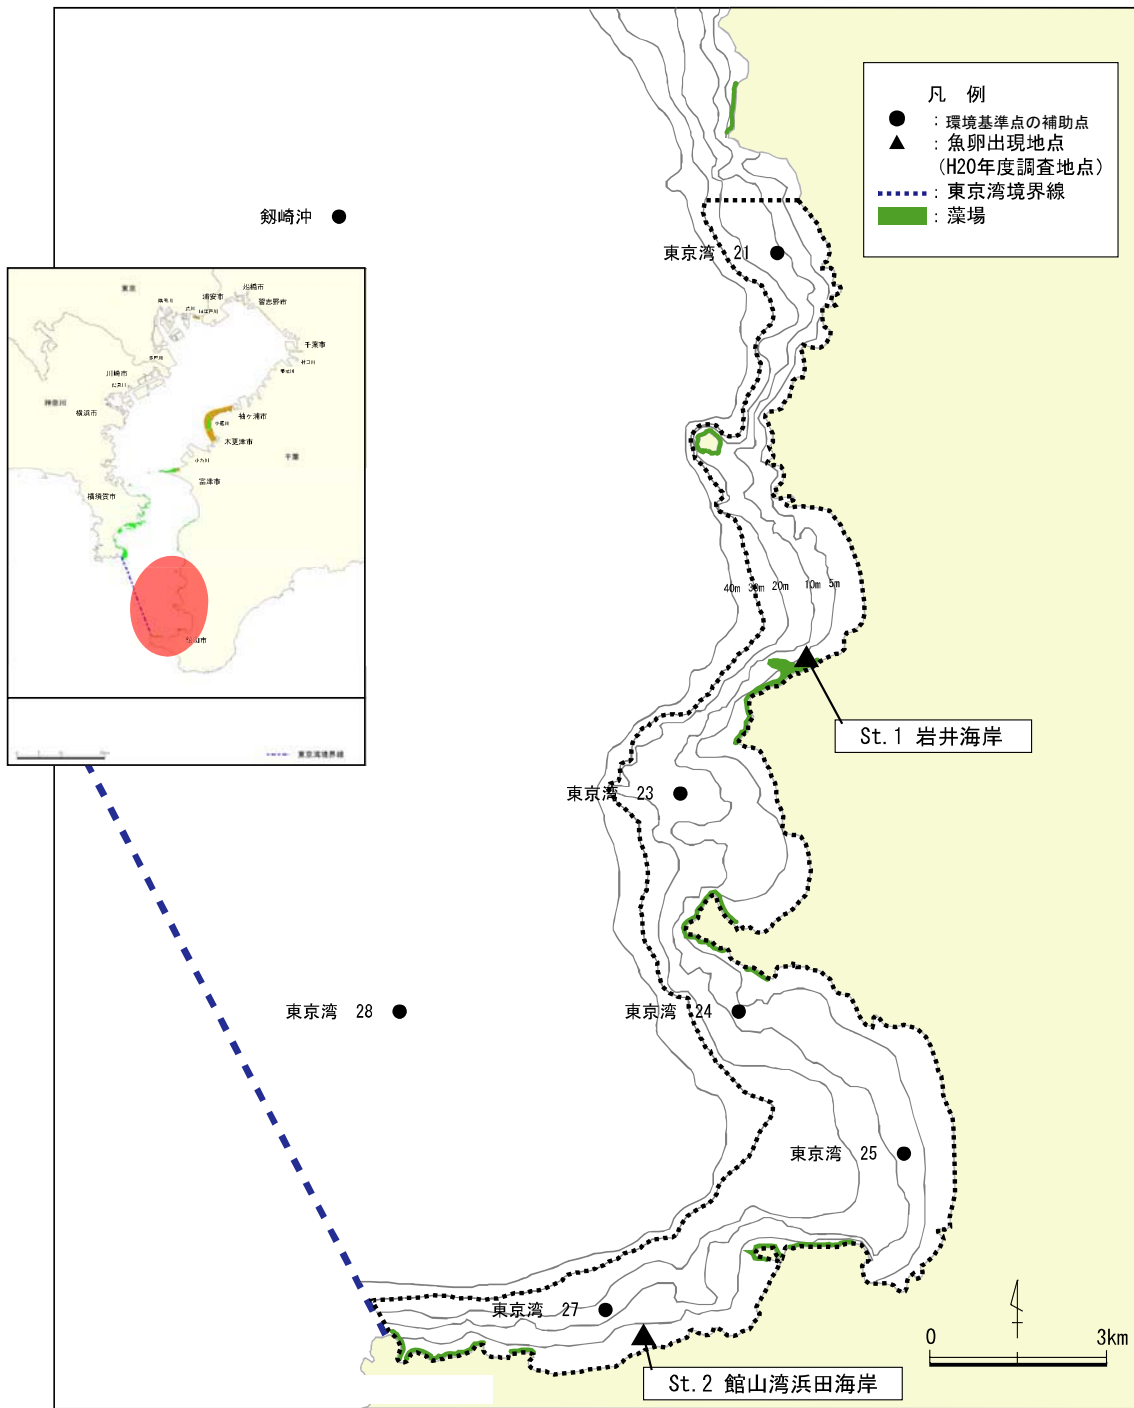 凡 例
● : 環境基準点の補助点
▲ : 魚卵出現地点
(H20年度調査地点)
: 東京湾境界線
: 藻場
剱崎沖
東京湾 21
船橋市
浦安市
習志野市
東京
千葉市
川崎市
神奈川
横浜市
袖ヶ浦市
木更津市
千葉
富津市
横須賀市
東京湾境界線
40m 30m 20m 10m 5m
St.1 岩井海岸
東京湾 23
東京湾 28
東京湾 24
東京湾 25
東京湾 27
St.2 館山湾浜田海岸
0 3km